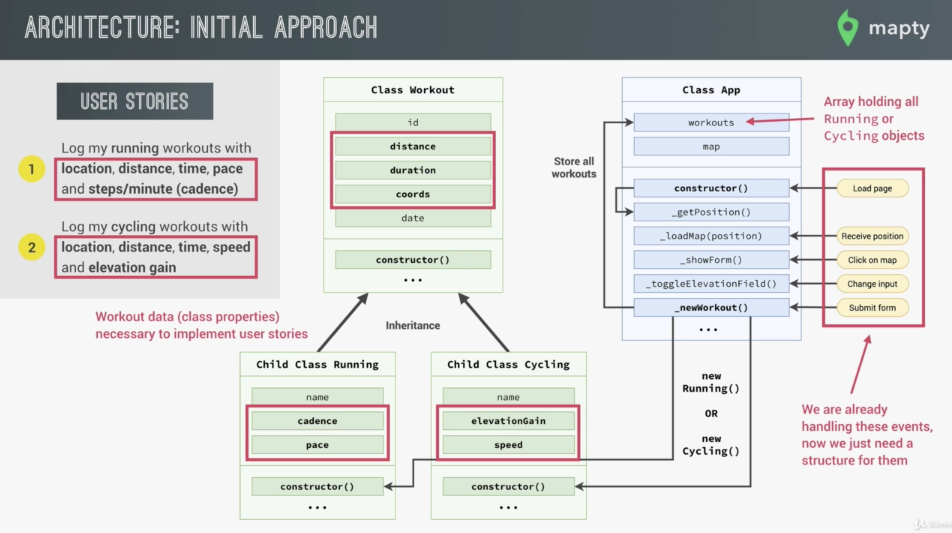 ARCHITECTURE: INITIAL APPROACH
mapty
USER STORIES
1
Log my running workouts with
location, distance, time, pace
and steps/minute (cadence)
2
Log my cycling workouts with
location, distance, time, speed
and elevation gain
Class Workout
id
distance
duration
coords
date
constructor()
...
Workout data (class properties)
necessary to implement user stories
Inheritance
Child Class Running
name
cadence
pace
constructor()
...
Child Class Cycling
name
elevationGain
speed
constructor()
...
Class App
workouts
map
constructor()
_getPosition()
_loadMap(position)
_showForm()
_toggleElevationField()
_newWorkout()
...
Store all
workouts
Array holding all
Running or
Cycling objects
Load page
Receive position
Click on map
Change input
Submit form
new
Running()
OR
new
Cycling()
We are already
handling these events,
now we just need a
structure for them
Udemy